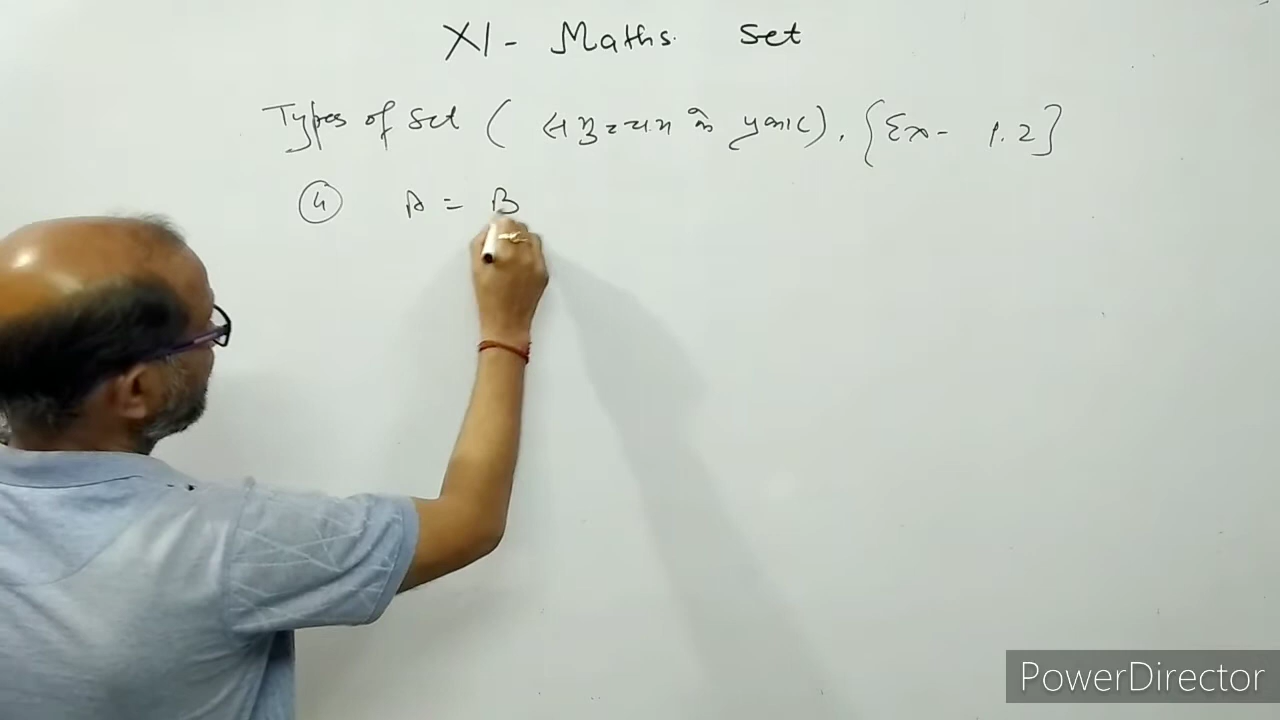 XI - Maths. Set
Types of Set ( समुच्चय के प्रकार ). {Ex - 1.2}
④ A = B
PowerDirector